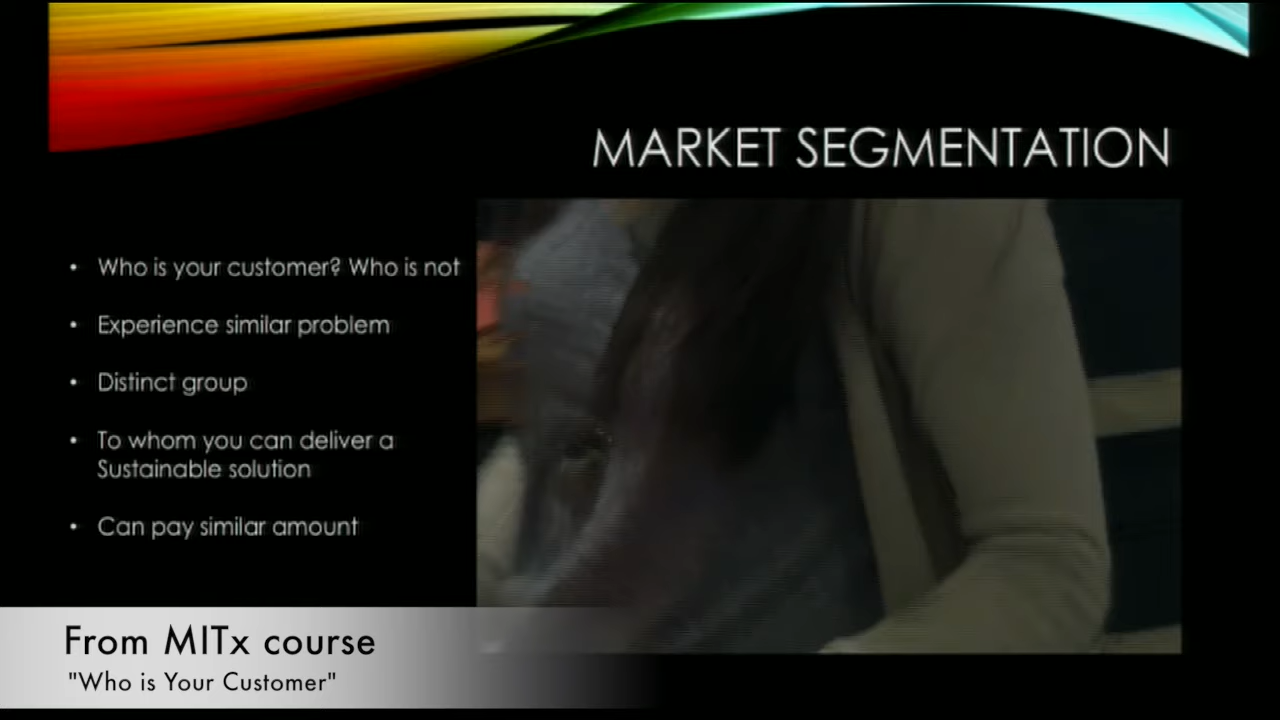 MARKET SEGMENTATION
• Who is your customer? Who is not
• Experience similar problem
• Distinct group
• To whom you can deliver a
Sustainable solution
• Can pay similar amount
From MITx course
"Who is Your Customer"